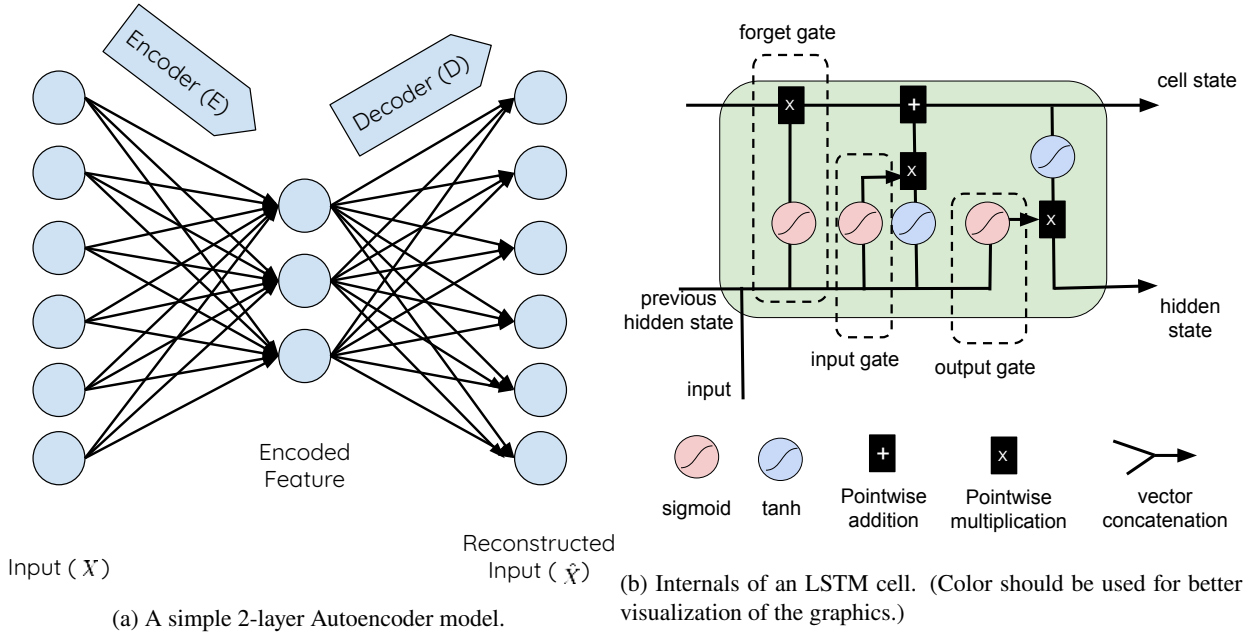 Encoder (E)
Decoder (D)
Encoded
Feature
Input ( X )
Reconstructed
Input ( X̂ )
(a) A simple 2-layer Autoencoder model.
forget gate
cell state
x
+
x
x
previous
hidden state
hidden
state
input gate
output gate
input
+
x
sigmoid
tanh
Pointwise
addition
Pointwise
multiplication
vector
concatenation
(b) Internals of an LSTM cell. (Color should be used for better
visualization of the graphics.)